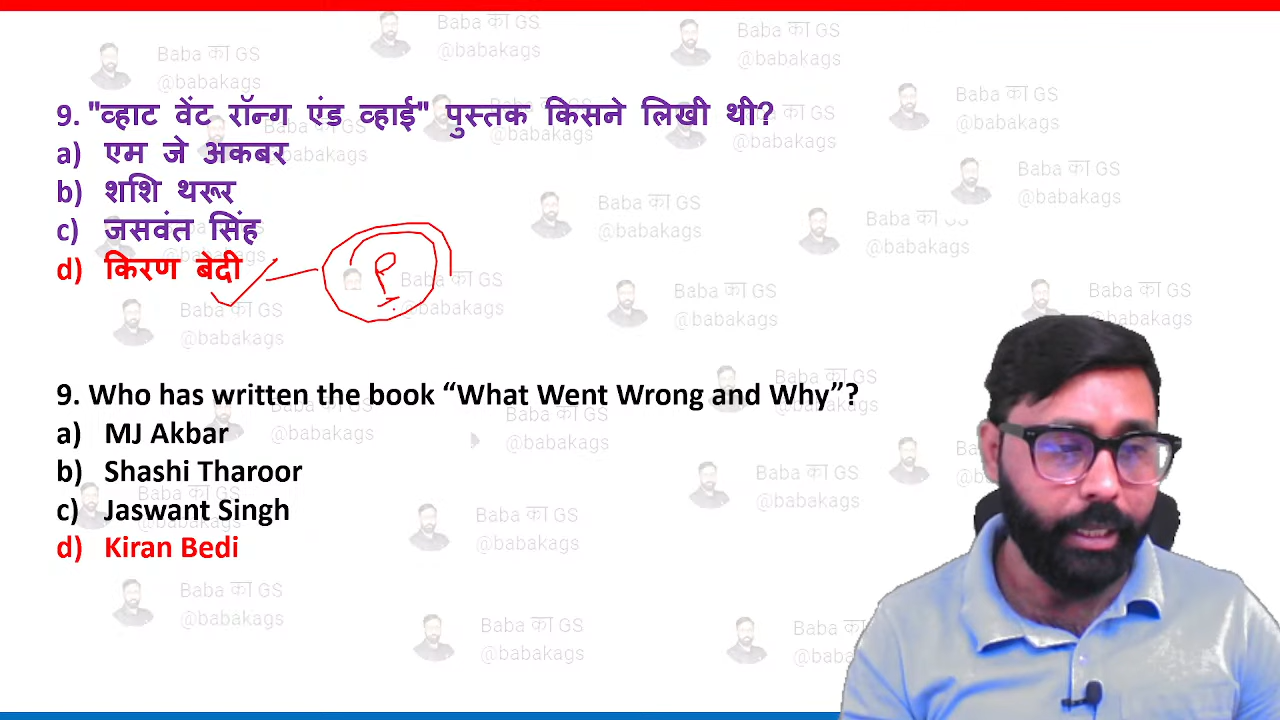 9. "व्हाट वेंट रॉन्ग एंड व्हाई" पुस्तक किसने लिखी थी?
a) एम जे अकबर
b) शशि थरूर
c) जसवंत सिंह
d) किरण बेदी
9. Who has written the book “What Went Wrong and Why”?
a) MJ Akbar
b) Shashi Tharoor
c) Jaswant Singh
d) Kiran Bedi
Baba का GS
@babakags